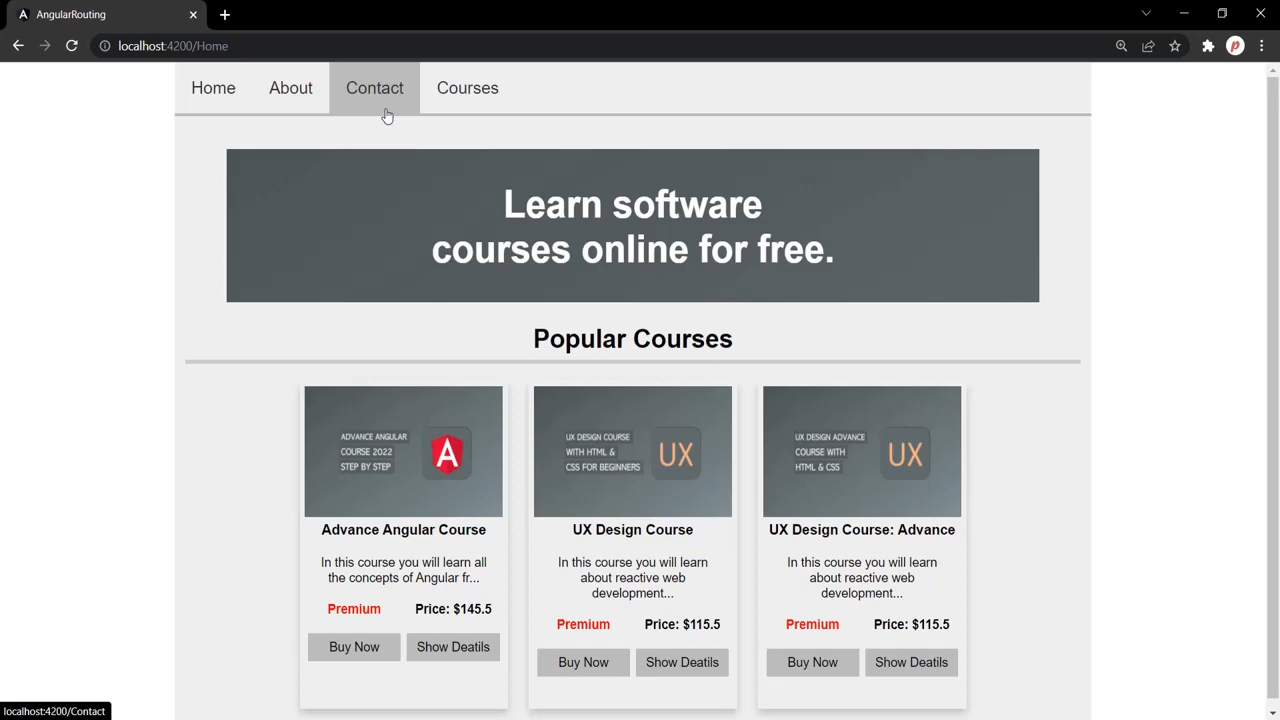 AngularRouting
localhost:4200/Home
Home About Contact Courses
Learn software
courses online for free.
Popular Courses
ADVANCE ANGULAR
COURSE 2022
STEP BY STEP
A
Advance Angular Course
In this course you will learn all
the concepts of Angular fr...
Premium Price: $145.5
Buy Now Show Deatils
UX DESIGN COURSE
WITH HTML &
CSS FOR BEGINNERS
UX
UX Design Course
In this course you will learn
about reactive web
development...
Premium Price: $115.5
Buy Now Show Deatils
UX DESIGN ADVANCE
COURSE WITH
HTML & CSS
UX
UX Design Course: Advance
In this course you will learn
about reactive web
development...
Premium Price: $115.5
Buy Now Show Deatils
localhost:4200/Contact